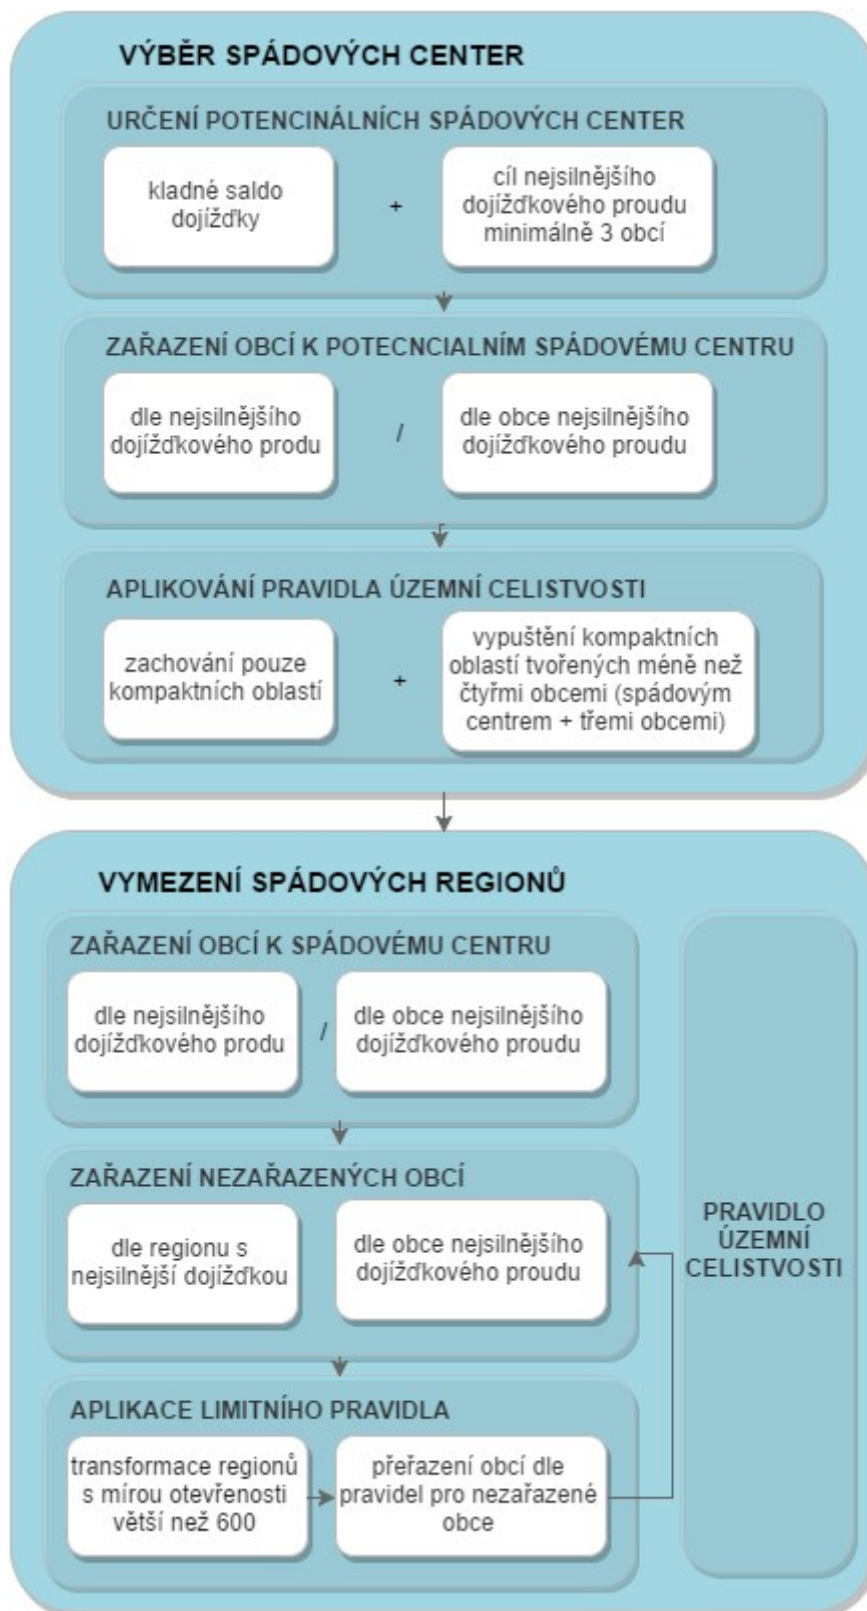 VÝBĚR SPÁDOVÝCH CENTER
URČENÍ POTENCINÁLNÍCH SPÁDOVÝCH CENTER
kladné saldo
dojížďky
+
cíl nejsilnějšího
dojížďkového proudu
minimálně 3 obcí
ZAŘAZENÍ OBCÍ K POTECNCIALNÍM SPÁDOVÉMU CENTRU
dle nejsilnějšího
dojížďkového produ
/
dle obce nejsilnějšího
dojížďkového proudu
APLIKOVÁNÍ PRAVIDLA ÚZEMNÍ CELISTVOSTI
zachování pouze
kompaktních oblastí
+
vypuštění kompaktních
oblastí tvořených méně než
čtyřmi obcemi (spádovým
centrem + třemi obcemi)
VYMEZENÍ SPÁDOVÝCH REGIONŮ
ZAŘAZENÍ OBCÍ K SPÁDOVÉMU CENTRU
dle nejsilnějšího
dojížďkového produ
/
dle obce nejsilnějšího
dojížďkového proudu
ZAŘAZENÍ NEZAŘAZENÝCH OBCÍ
dle regionu s
nejsilnější dojížďkou
dle obce nejsilnějšího
dojížďkového proudu
APLIKACE LIMITNÍHO PRAVIDLA
transformace regionů
s mírou otevřenosti
větší než 600
přeřazení obcí dle
pravidel pro nezařazené
obce
PRAVIDLO
ÚZEMNÍ
CELISTVOSTI